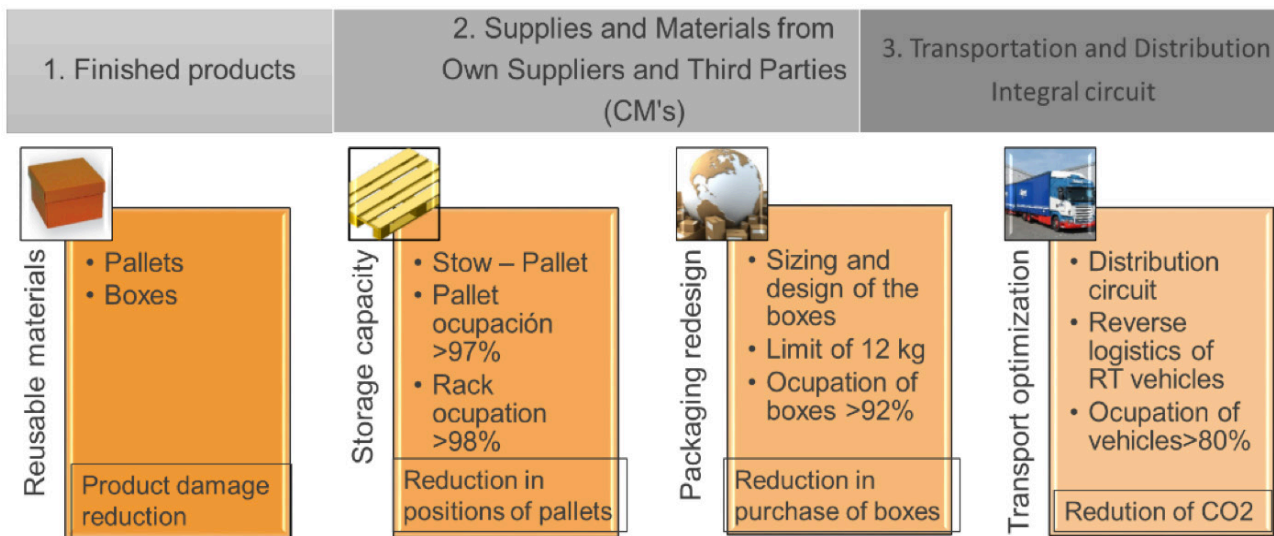 1. Finished products
2. Supplies and Materials from
Own Suppliers and Third Parties
(CM's)
3. Transportation and Distribution
Integral circuit
Reusable materials
• Pallets
• Boxes
Product damage
reduction
Storage capacity
• Stow – Pallet
• Pallet
ocupación
>97%
• Rack
ocupation
>98%
Reduction in
positions of pallets
Packaging redesign
• Sizing and
design of the
boxes
• Limit of 12 kg
• Ocupation of
boxes >92%
Reduction in
purchase of boxes
Transport optimization
• Distribution
circuit
• Reverse
logistics of
RT vehicles
• Ocupation of
vehicles>80%
Redution of CO2